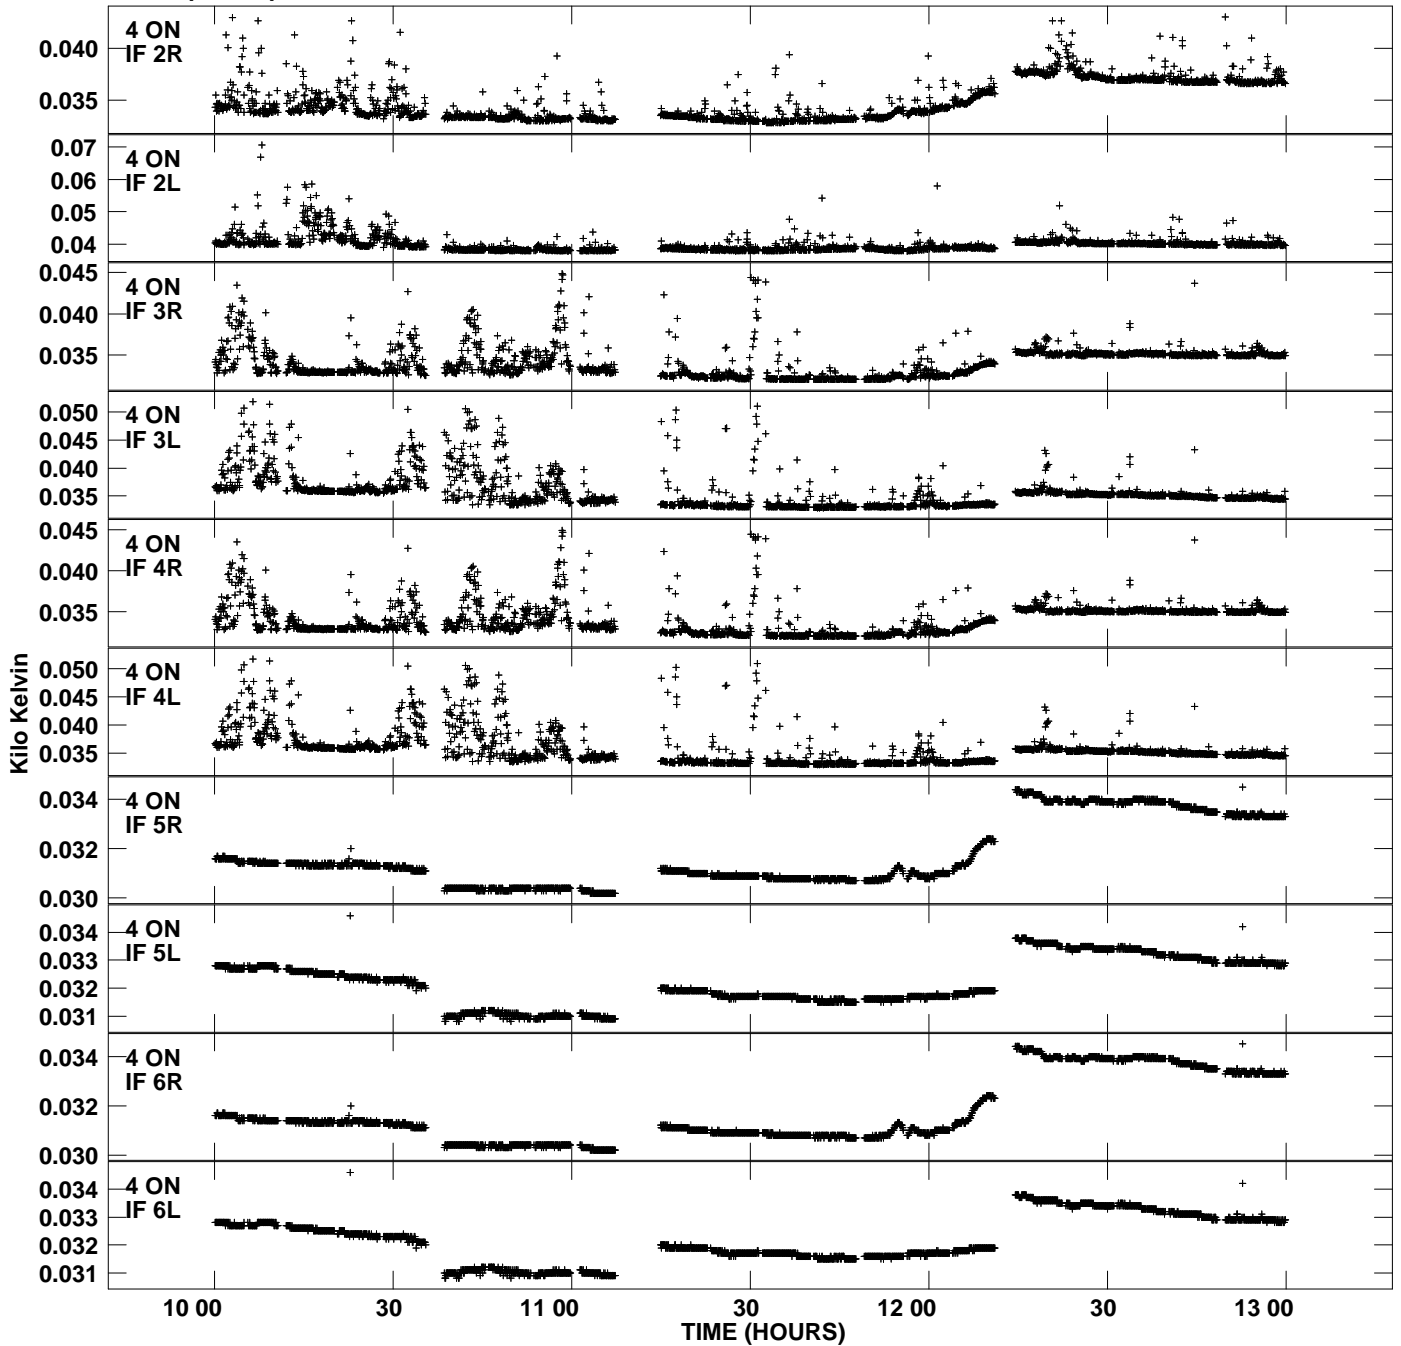 4 ON
IF 2R
0.040
0.035
4 ON
IF 2L
0.07
0.06
0.05
0.04
4 ON
IF 3R
0.045
0.040
0.035
4 ON
IF 3L
0.050
0.045
0.040
0.035
4 ON
IF 4R
0.045
0.040
0.035
4 ON
IF 4L
0.050
0.045
0.040
0.035
Kilo Kelvin
4 ON
IF 5R
0.034
0.032
0.030
4 ON
IF 5L
0.034
0.033
0.032
0.031
4 ON
IF 6R
0.034
0.032
0.030
4 ON
IF 6L
0.034
0.033
0.032
0.031
10 00 30 11 00 30 12 00 30 13 00
TIME (HOURS)